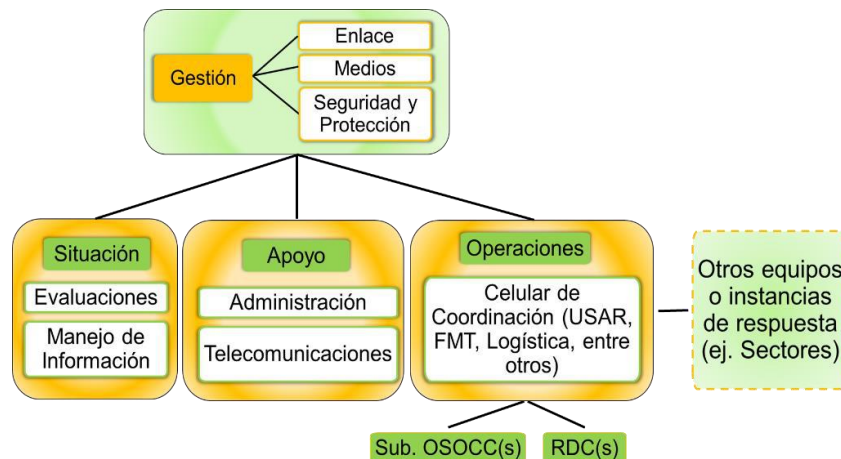 Gestión
Enlace
Medios
Seguridad y
Protección
Situación
Evaluaciones
Manejo de
Información
Apoyo
Administración
Telecomunicaciones
Operaciones
Celular de
Coordinación (USAR,
FMT, Logística, entre
otros)
Otros equipos
o instancias
de respuesta
(ej. Sectores)
Sub. OSOCC(s)
RDC(s)